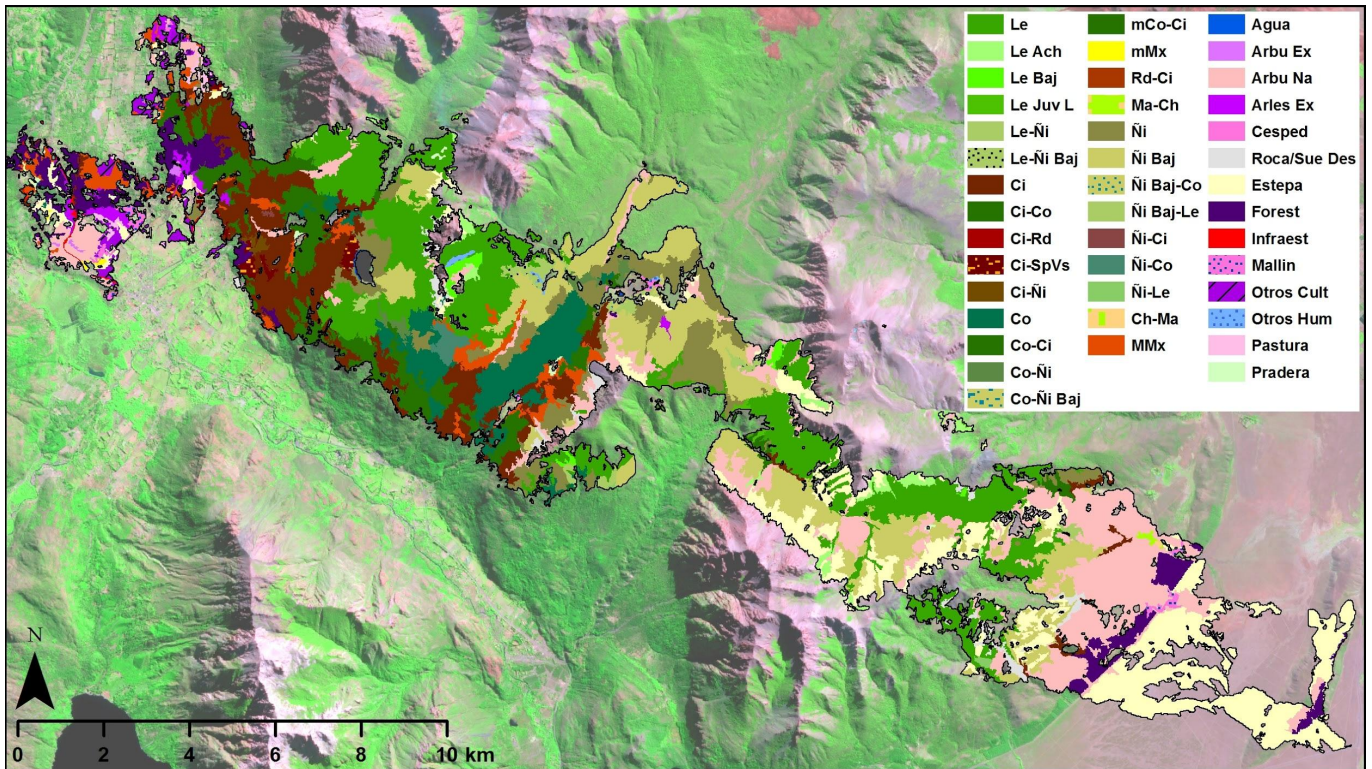 Le
Le Ach
Le Baj
Le Juv L
Le-Ñi
Le-Ñi Baj
Ci
Ci-Co
Ci-Rd
Ci-SpVs
Ci-Ñi
Co
Co-Ci
Co-Ñi
Co-Ñi Baj
mCo-Ci
mMx
Rd-Ci
Ma-Ch
Ñi
Ñi Baj
Ñi Baj-Co
Ñi Baj-Le
Ñi-Ci
Ñi-Co
Ñi-Le
Ch-Ma
MMx
Agua
Arbu Ex
Arbu Na
Arles Ex
Cesped
Roca/Sue Des
Estepa
Forest
Infraest
Mallin
Otros Cult
Otros Hum
Pastura
Pradera
N
0 2 4 6 8 10 km